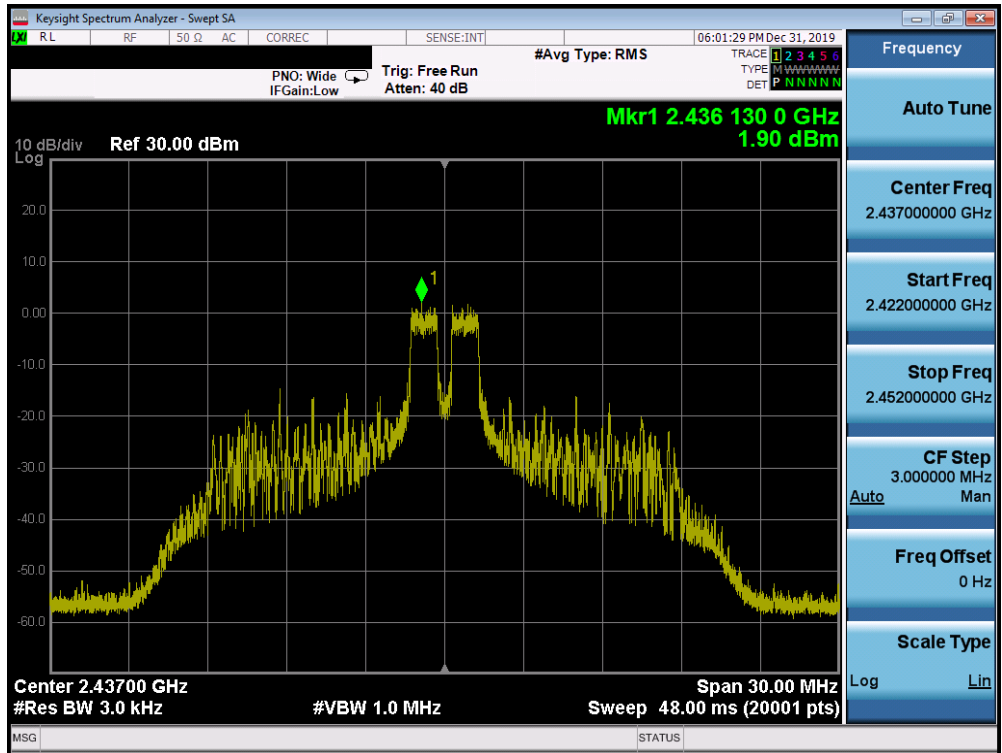 Keysight Spectrum Analyzer - Swept SA
LXI RL RF 50 Ω AC CORREC SENSE:INT 06:01:29 PM Dec 31, 2019
#Avg Type: RMS
TRACE 1 2 3 4 5 6
TYPE M W W W W W
DET P N N N N N
PNO: Wide
IFGain:Low
Trig: Free Run
Atten: 40 dB
Mkr1 2.436 130 0 GHz
1.90 dBm
10 dB/div Ref 30.00 dBm
Log
20.0
10.0
0.00
-10.0
-20.0
-30.0
-40.0
-50.0
-60.0
1
Center 2.43700 GHz Span 30.00 MHz
#Res BW 3.0 kHz #VBW 1.0 MHz Sweep 48.00 ms (20001 pts)
MSG STATUS
Frequency
Auto Tune
Center Freq
2.437000000 GHz
Start Freq
2.422000000 GHz
Stop Freq
2.452000000 GHz
CF Step
3.000000 MHz
Auto Man
Freq Offset
0 Hz
Scale Type
Log Lin